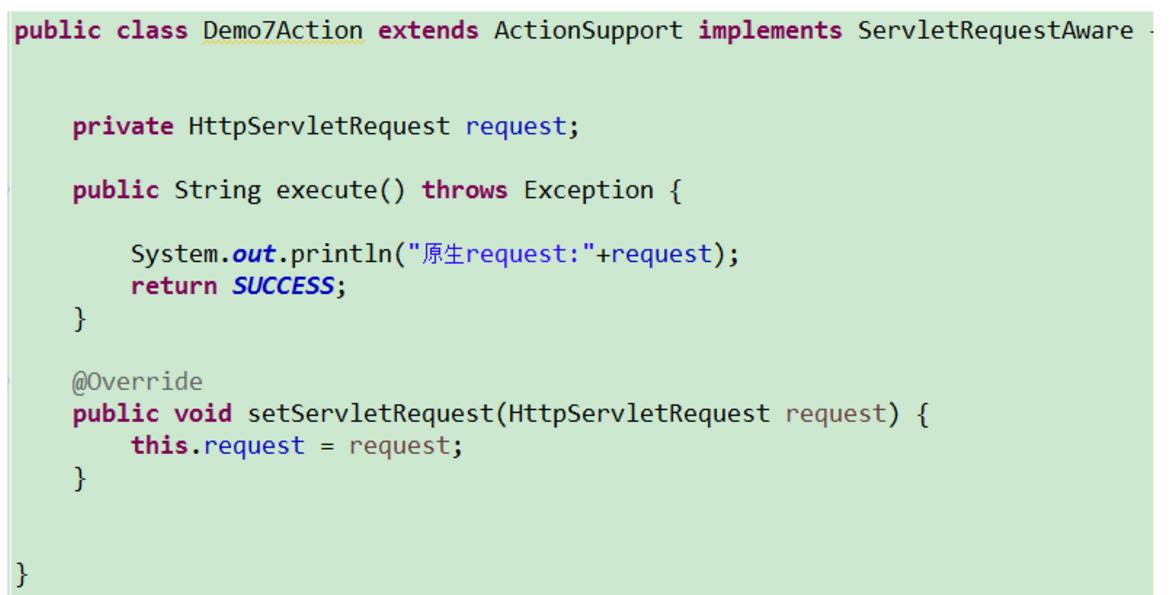 public class Demo7Action extends ActionSupport implements ServletRequestAware
private HttpServletRequest request;
public String execute() throws Exception {
System.out.println("原生request:"+request);
return SUCCESS;
}
@Override
public void setServletRequest(HttpServletRequest request) {
this.request = request;
}
}